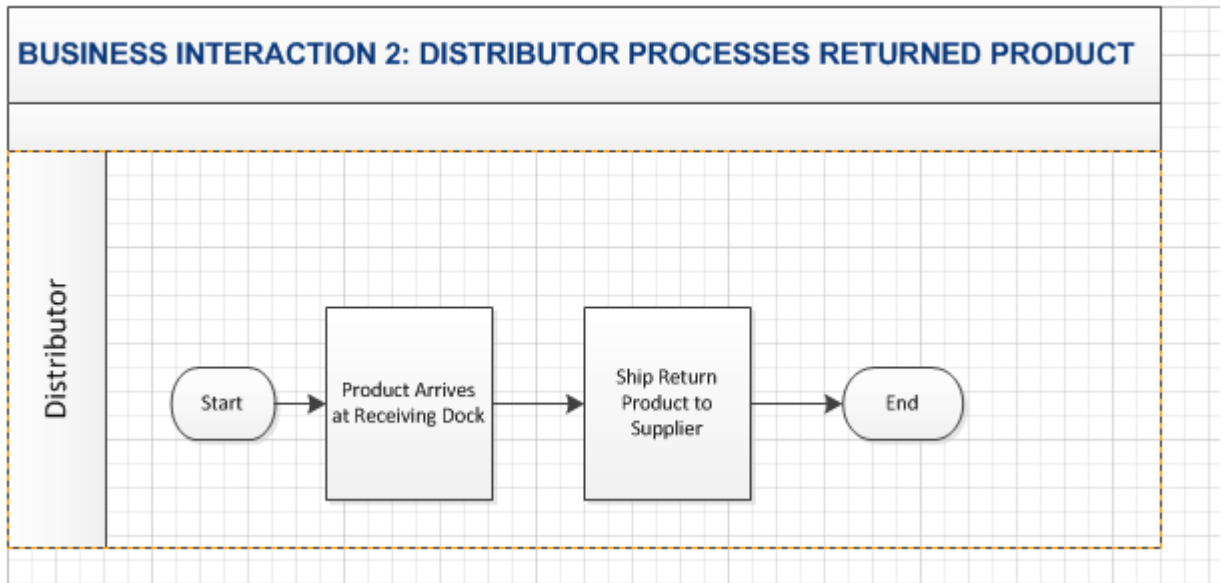 BUSINESS INTERACTION 2: DISTRIBUTOR PROCESSES RETURNED PRODUCT
Distributor
Start
Product Arrives
at Receiving Dock
Ship Return
Product to
Supplier
End